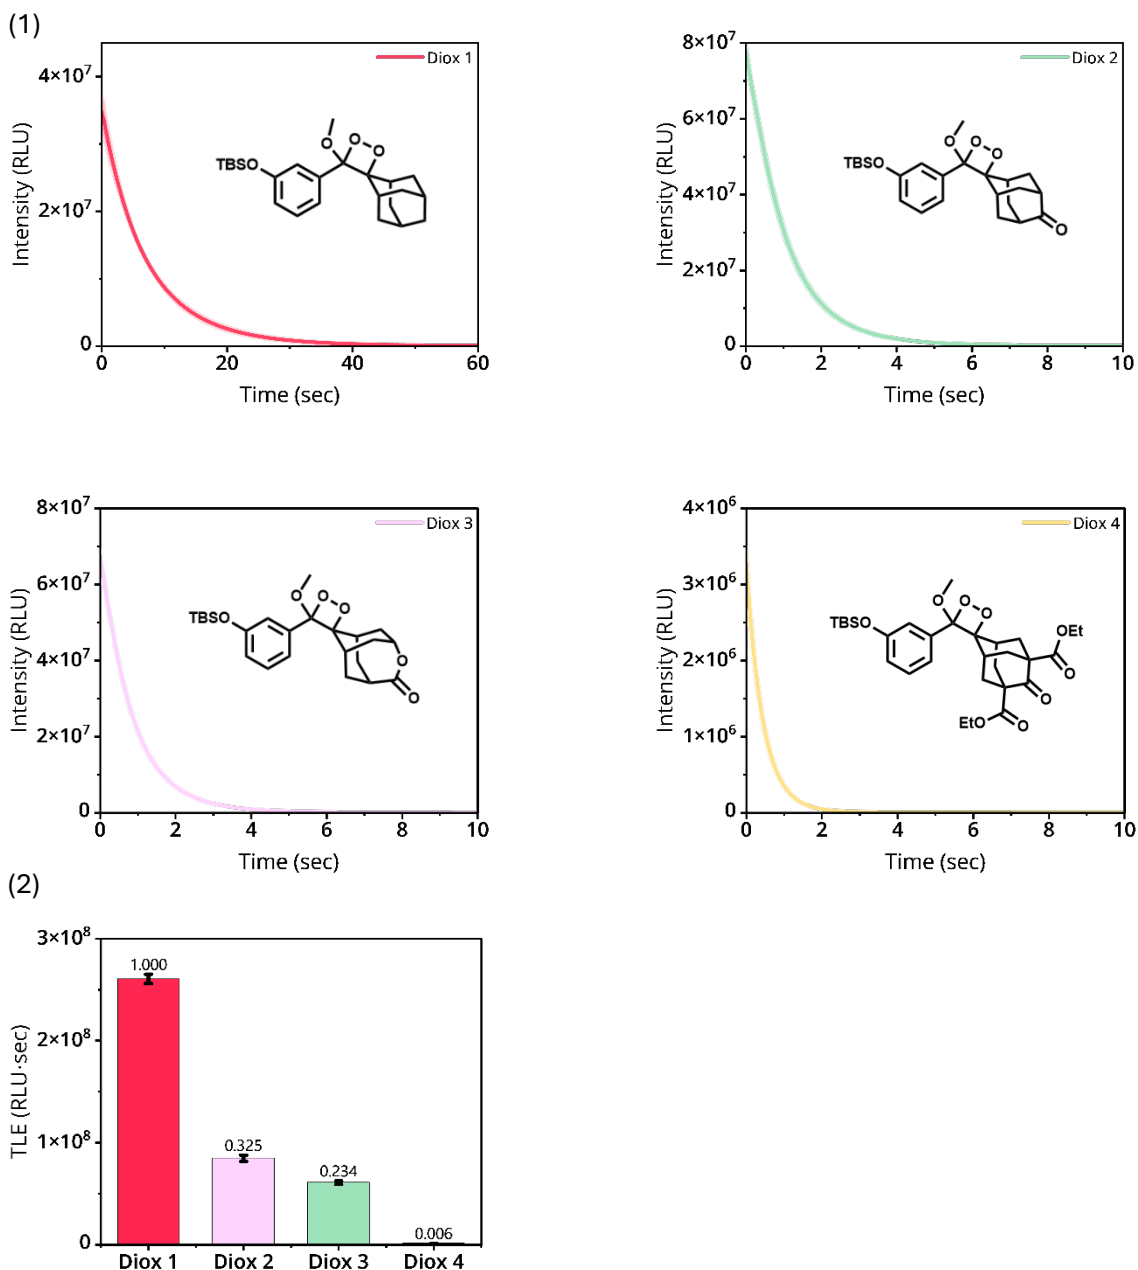 (1)
Diox 1
4×10⁷
2×10⁷
0
Intensity (RLU)
0 20 40 60
Time (sec)
TBSO
O
O
O
Diox 2
8×10⁷
6×10⁷
4×10⁷
2×10⁷
0
Intensity (RLU)
0 2 4 6 8 10
Time (sec)
TBSO
O
O
O
O
Diox 3
8×10⁷
6×10⁷
4×10⁷
2×10⁷
0
Intensity (RLU)
0 2 4 6 8 10
Time (sec)
TBSO
O
O
O
O
O
Diox 4
4×10⁶
3×10⁶
2×10⁶
1×10⁶
0
Intensity (RLU)
0 2 4 6 8 10
Time (sec)
TBSO
O
O
O
OEt
O
O
EtO
O
(2)
3×10⁸
2×10⁸
1×10⁸
0
TLE (RLU·sec)
1.000
0.325
0.234
0.006
Diox 1 Diox 2 Diox 3 Diox 4